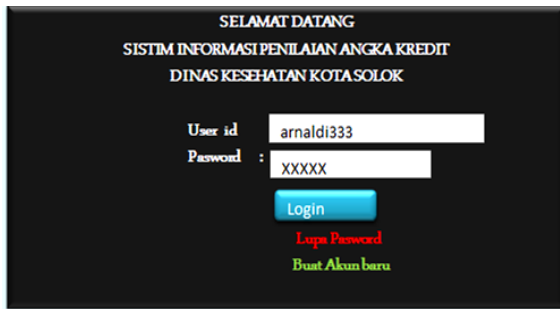 SELAMAT DATANG
SISTIM INFORMASI PENILAIAN ANGKA KREDIT
DINAS KESEHATAN KOTA SOLOK
User id arnaldi333
Pasword : XXXXX
Login
Lupa Pasword
Buat Akun baru